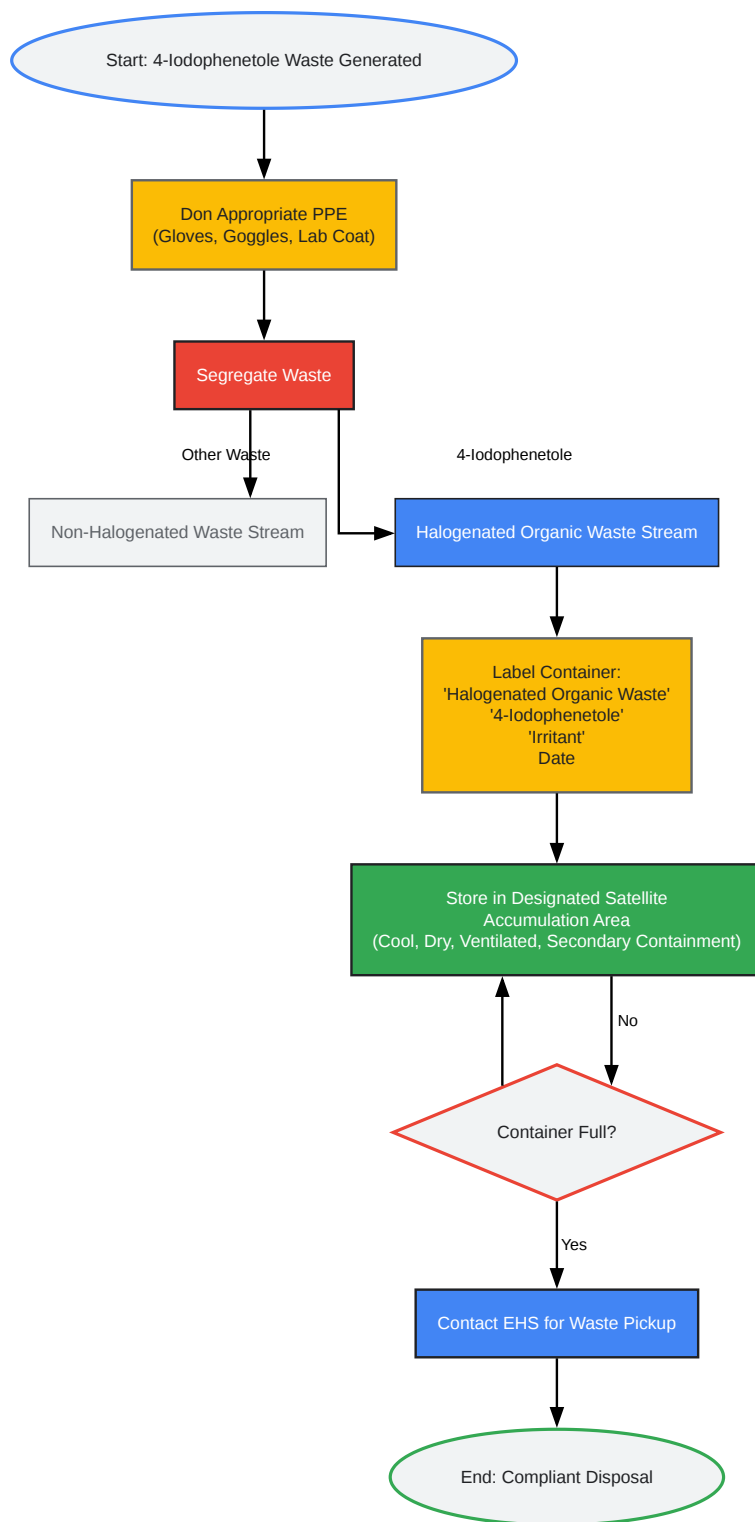 Start: 4-Iodophenetole Waste Generated
Don Appropriate PPE
(Gloves, Goggles, Lab Coat)
Segregate Waste
Other Waste
4-Iodophenetole
Non-Halogenated Waste Stream
Halogenated Organic Waste Stream
Label Container:
'Halogenated Organic Waste'
'4-Iodophenetole'
'Irritant'
Date
Store in Designated Satellite
Accumulation Area
(Cool, Dry, Ventilated, Secondary Containment)
No
Container Full?
Yes
Contact EHS for Waste Pickup
End: Compliant Disposal